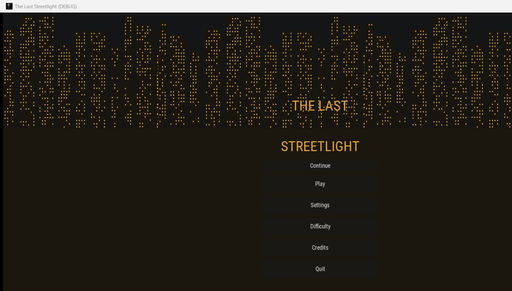 The Last Streetlight (DEBUG)
THE LAST
STREETLIGHT
Continue
Play
Settings
Difficulty
Credits
Quit